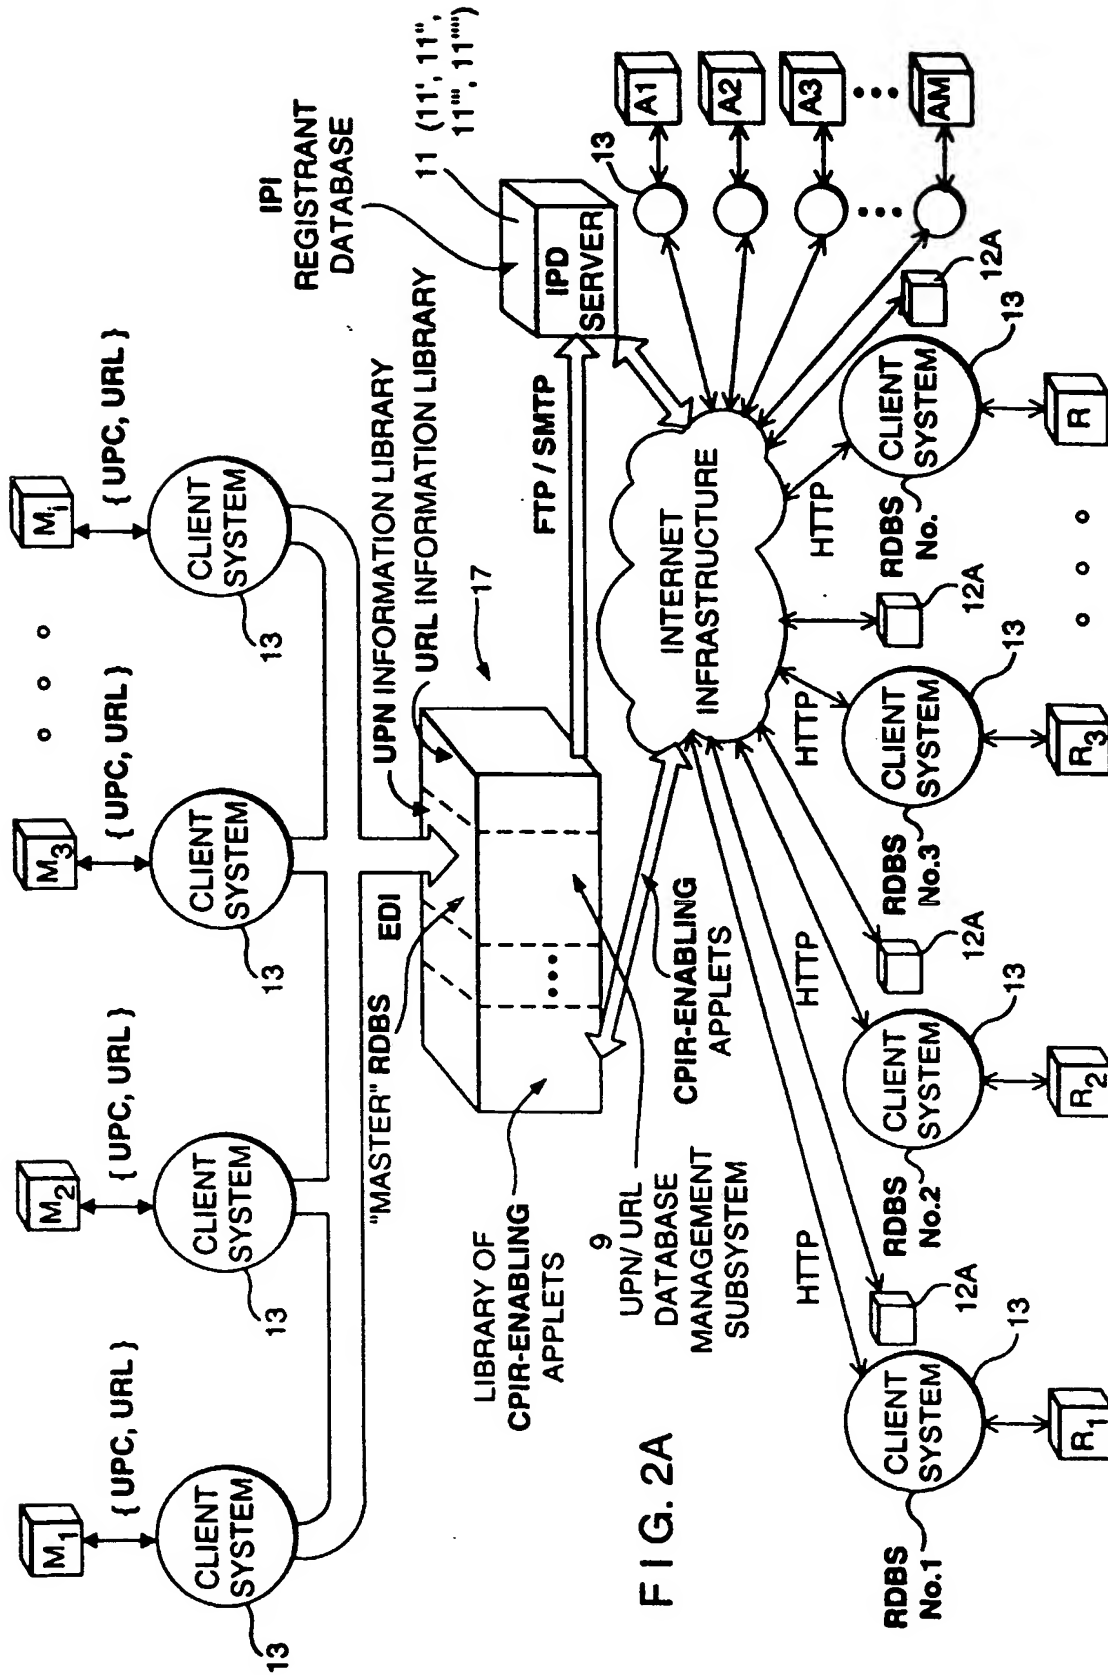 M1
{ UPC, URL }
CLIENT
SYSTEM
13
M2
{ UPC, URL }
CLIENT
SYSTEM
13
M3
{ UPC, URL }
CLIENT
SYSTEM
13
Mi
{ UPC, URL }
CLIENT
SYSTEM
13
EDI
"MASTER" RDBS
UPN INFORMATION LIBRARY
URL INFORMATION LIBRARY
17
LIBRARY OF
CPIR-ENABLING
APPLETS
9
UPN/URL
DATABASE
MANAGEMENT
SUBSYSTEM
CPIR-ENABLING
APPLETS
FTP / SMTP
IPI
REGISTRANT
DATABASE
11 (11', 11'',
11''', 11'''')
IPD
SERVER
INTERNET
INFRASTRUCTURE
13
A1
A2
A3
AM
HTTP
HTTP
HTTP
HTTP
RDBS
No.1
CLIENT
SYSTEM
12A
13
R1
RDBS
No.2
CLIENT
SYSTEM
12A
13
R2
RDBS
No.3
CLIENT
SYSTEM
12A
13
R3
RDBS
No.
CLIENT
SYSTEM
12A
13
R
FIG. 2A